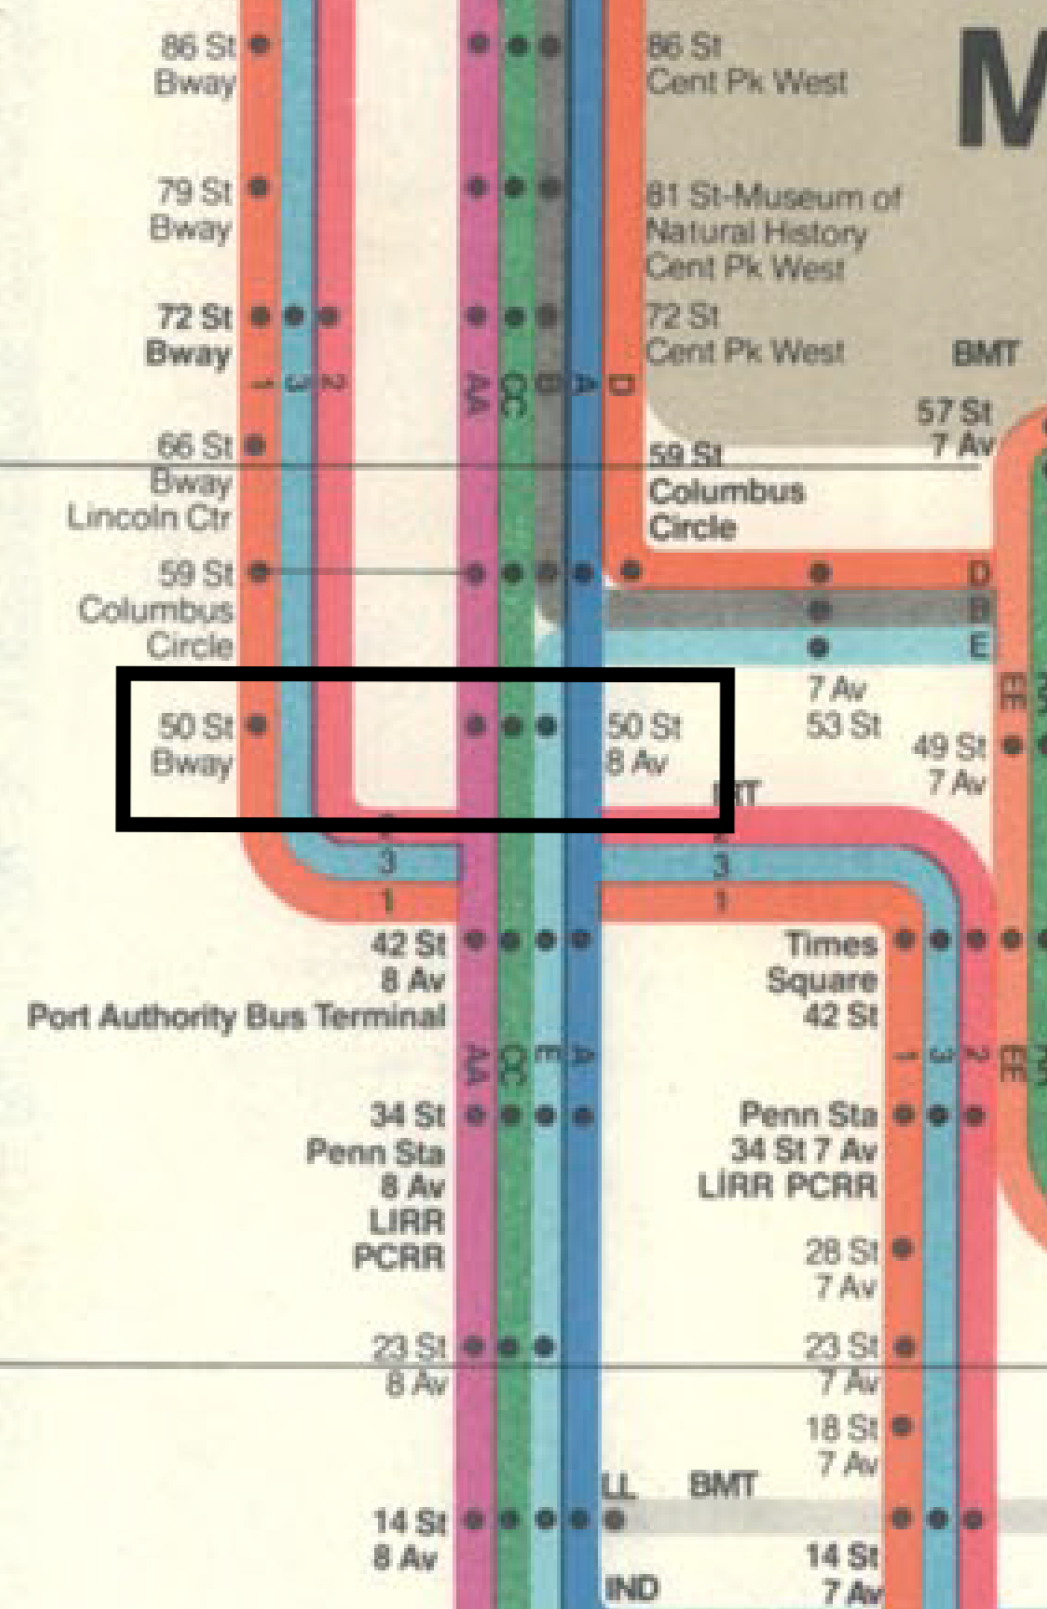 86 St
Bway
86 St
Cent Pk West
M
79 St
Bway
81 St-Museum of
Natural History
Cent Pk West
72 St
Bway
72 St
Cent Pk West
BMT
1 3 2 AA CC B A D
57 St
7 Av
66 St
Bway
Lincoln Ctr
59 St
Columbus
Circle
59 St
Columbus
Circle
D
B
E
7 Av
53 St
EE
50 St
Bway
50 St
8 Av
49 St
7 Av
3
1
2
3
1
42 St
8 Av
Port Authority Bus Terminal
Times
Square
42 St
AA CC E A
1 3 2 EE
34 St
Penn Sta
8 Av
LIRR
PCRR
Penn Sta
34 St 7 Av
LIRR PCRR
28 St
7 Av
23 St
8 Av
23 St
7 Av
18 St
7 Av
LL BMT
14 St
8 Av
14 St
7 Av
IND